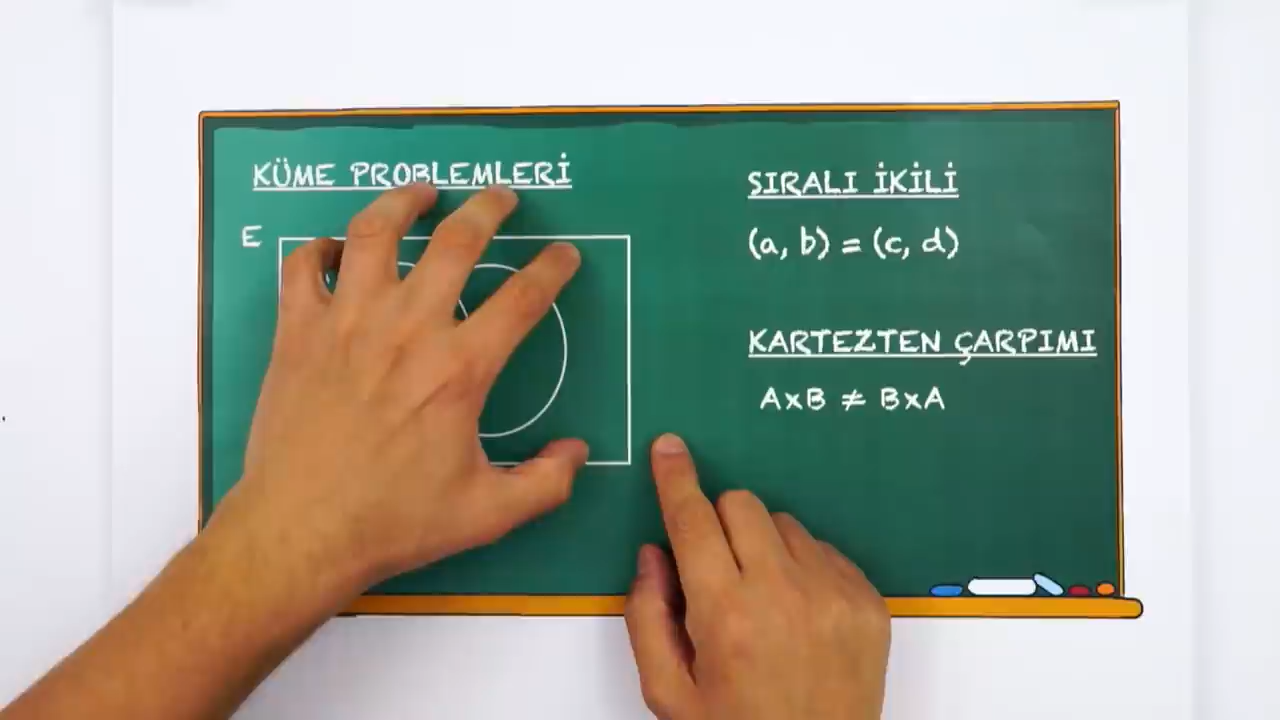 KÜME PROBLEMLERİ
E
SIRALI İKİLİ
(a, b) = (c, d)
KARTEZTEN ÇARPIMI
AxB ≠ BxA